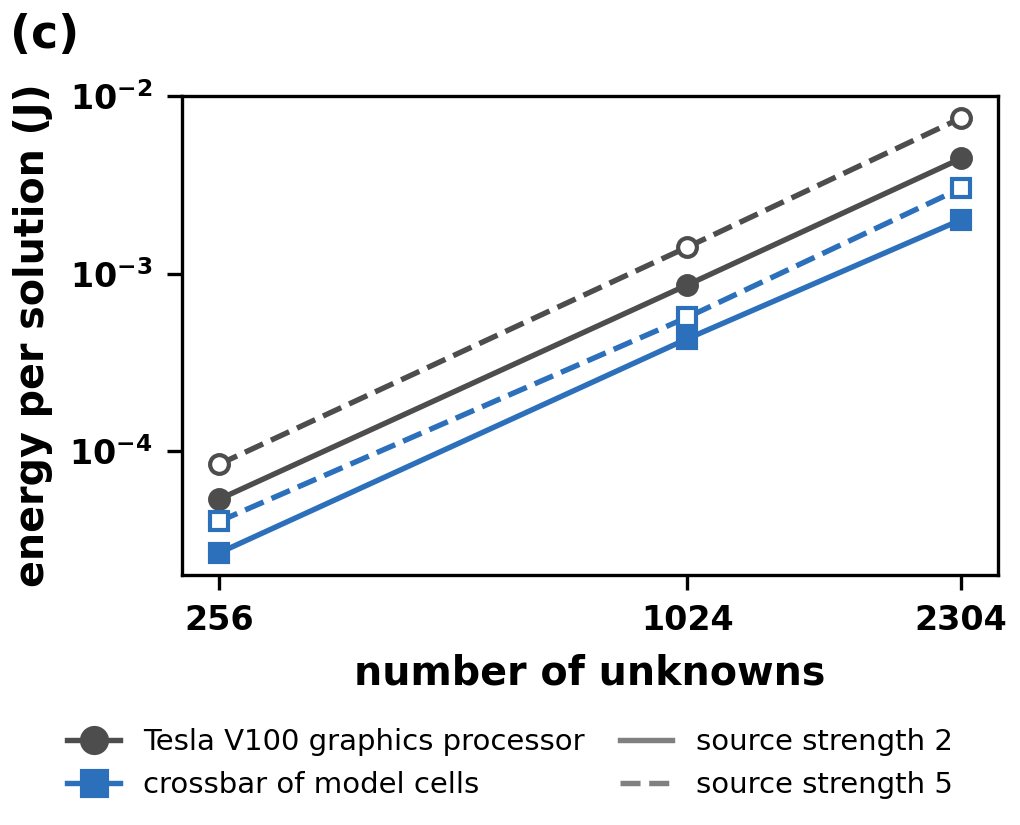 (c)
energy per solution (J)
10⁻²
10⁻³
10⁻⁴
256 1024 2304
number of unknowns
Tesla V100 graphics processor
crossbar of model cells
source strength 2
source strength 5